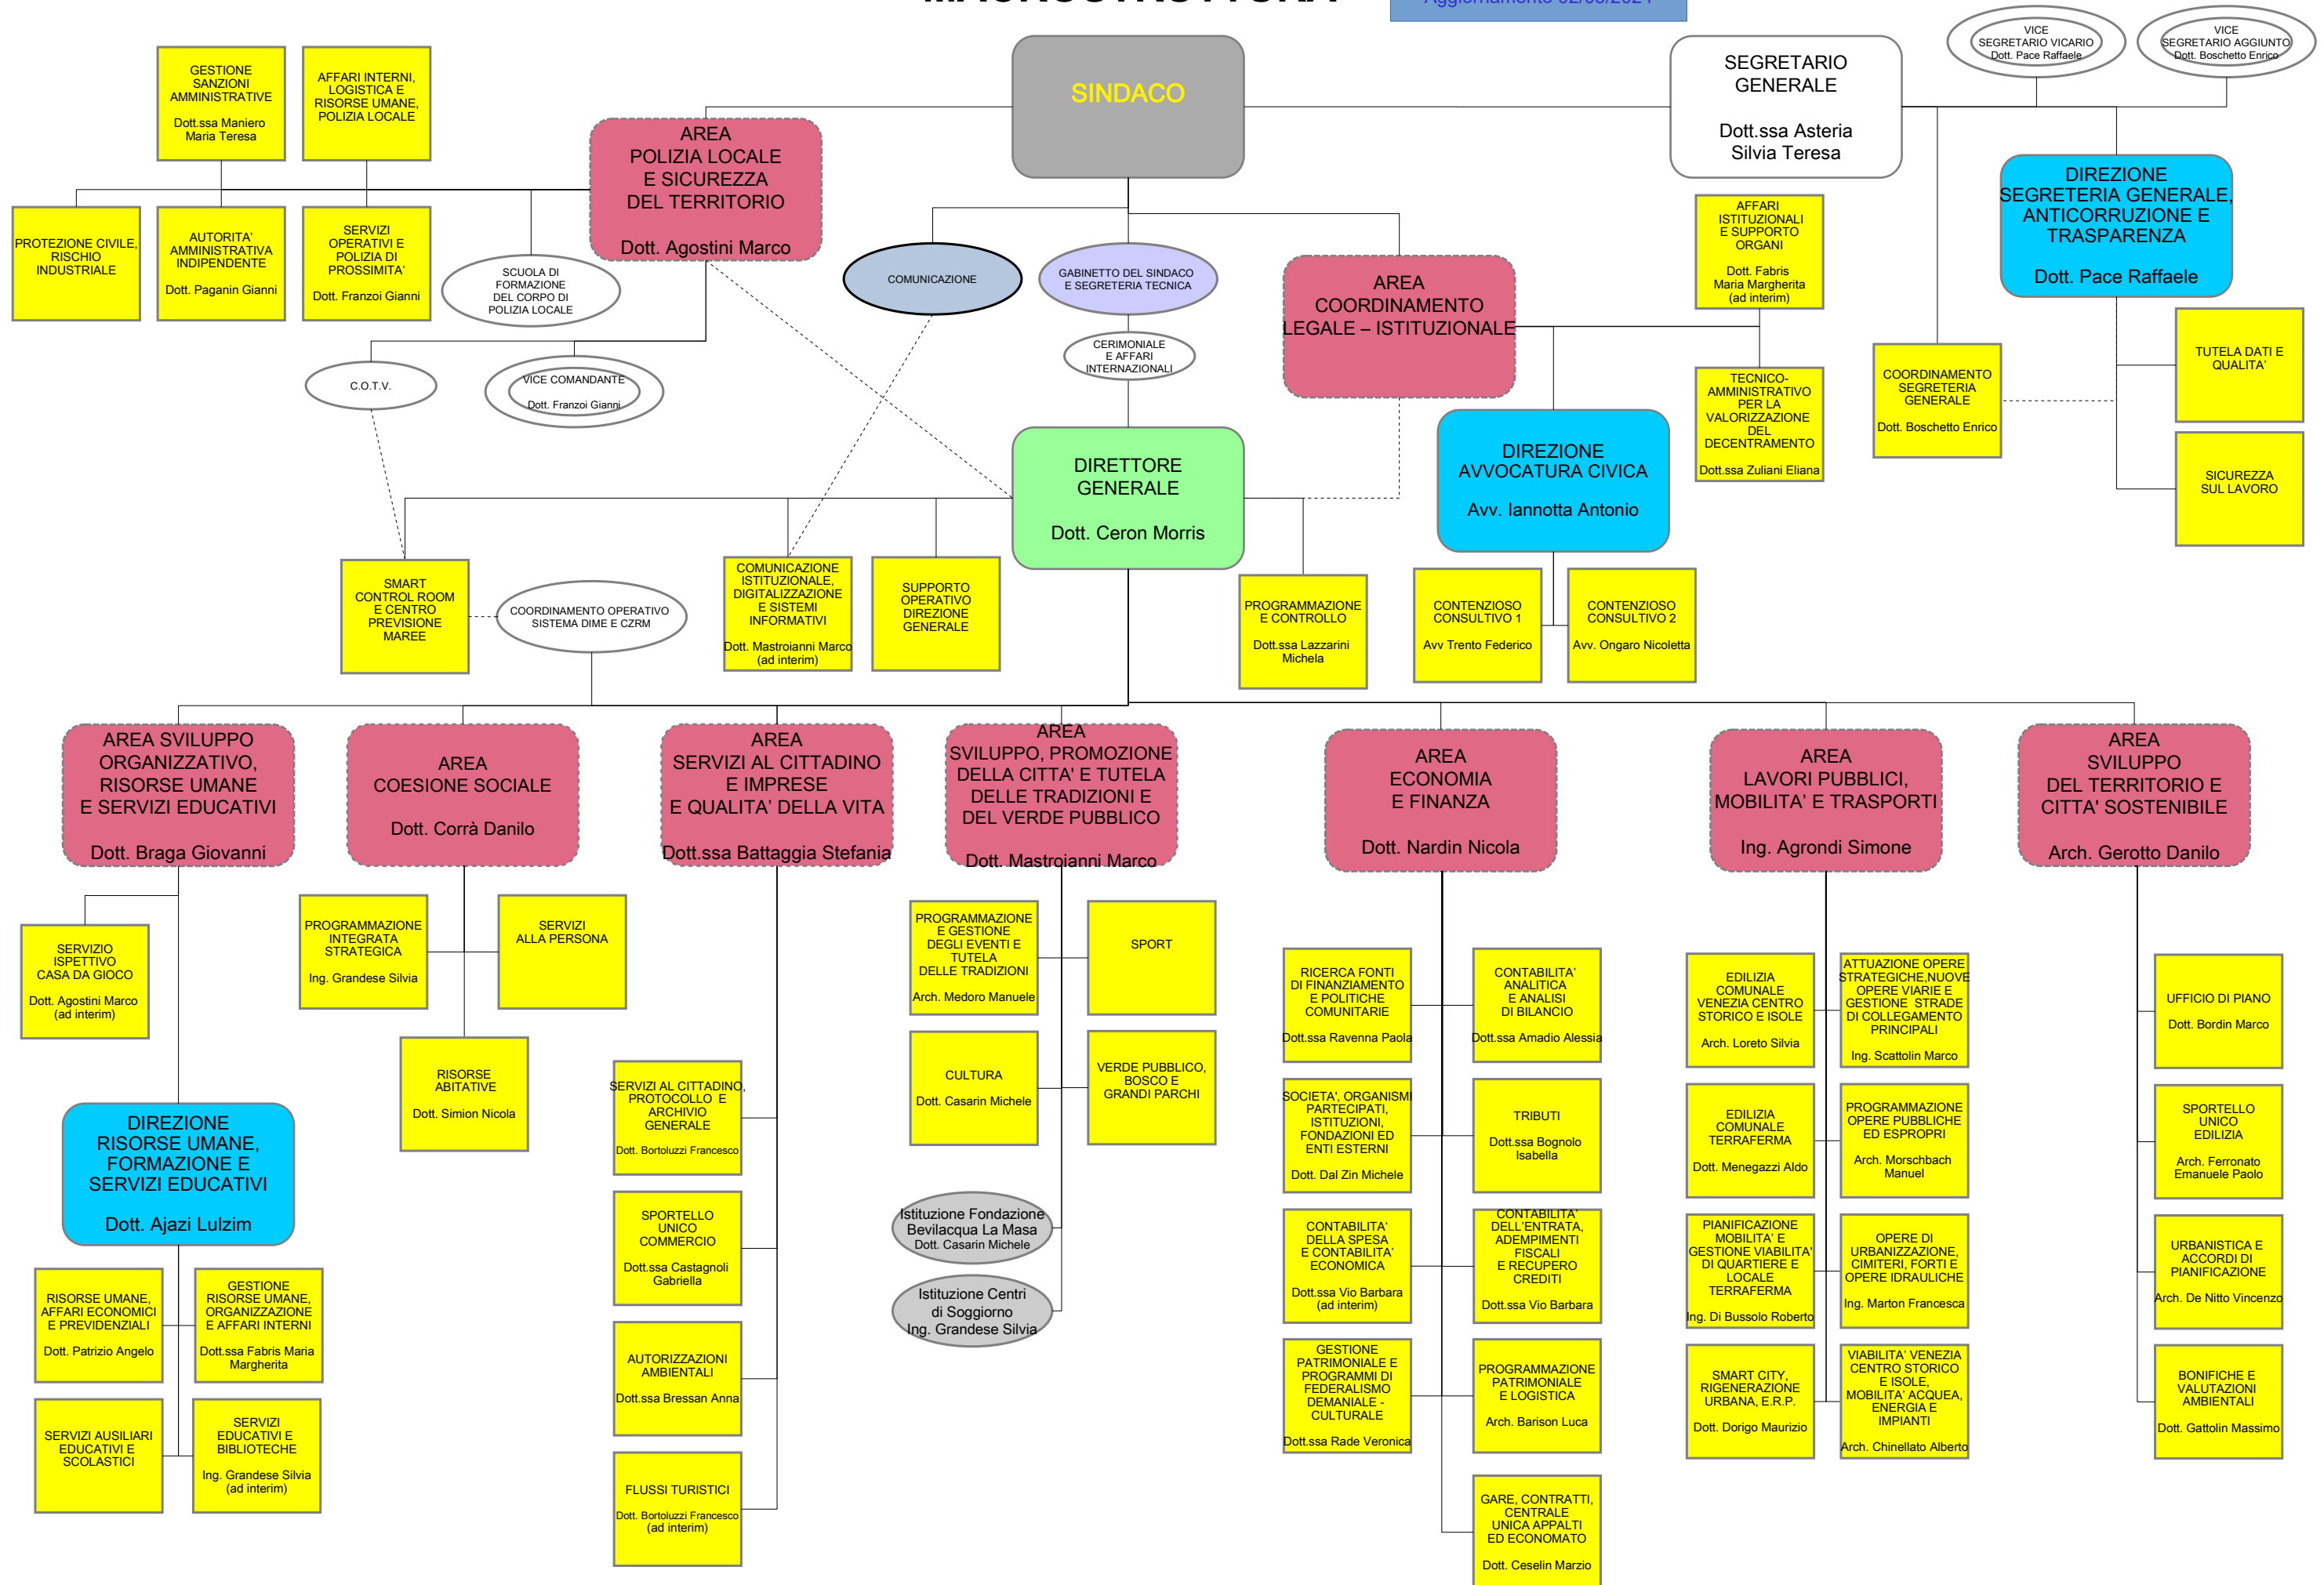 VICE
SEGRETARIO VICARIO
Dott. Pace Raffaele
VICE
SEGRETARIO AGGIUNTO
Dott. Boschetto Enrico
GESTIONE
SANZIONI
AMMINISTRATIVE
Dott.ssa Maniero
Maria Teresa
AFFARI INTERNI,
LOGISTICA E
RISORSE UMANE,
POLIZIA LOCALE
SINDACO
SEGRETARIO
GENERALE
Dott.ssa Asteria
Silvia Teresa
AREA
POLIZIA LOCALE
E SICUREZZA
DEL TERRITORIO
Dott. Agostini Marco
DIREZIONE
SEGRETERIA GENERALE,
ANTICORRUZIONE E
TRASPARENZA
Dott. Pace Raffaele
PROTEZIONE CIVILE,
RISCHIO
INDUSTRIALE
AUTORITA'
AMMINISTRATIVA
INDIPENDENTE
Dott. Paganin Gianni
SERVIZI
OPERATIVI E
POLIZIA DI
PROSSIMITA'
Dott. Franzoi Gianni
SCUOLA DI
FORMAZIONE
DEL CORPO DI
POLIZIA LOCALE
COMUNICAZIONE
GABINETTO DEL SINDACO
E SEGRETERIA TECNICA
AREA
COORDINAMENTO
LEGALE – ISTITUZIONALE
AFFARI
ISTITUZIONALI
E SUPPORTO
ORGANI
Dott. Fabris
Maria Margherita
(ad interim)
CERIMONIALE
E AFFARI
INTERNAZIONALI
C.O.T.V.
VICE COMANDANTE
Dott. Franzoi Gianni
TECNICO-
AMMINISTRATIVO
PER LA
VALORIZZAZIONE
DEL
DECENTRAMENTO
Dott.ssa Zuliani Eliana
COORDINAMENTO
SEGRETERIA
GENERALE
Dott. Boschetto Enrico
TUTELA DATI E
QUALITA'
SICUREZZA
SUL LAVORO
DIRETTORE
GENERALE
Dott. Ceron Morris
DIREZIONE
AVVOCATURA CIVICA
Avv. Iannotta Antonio
SMART
CONTROL ROOM
E CENTRO
PREVISIONE
MAREE
COORDINAMENTO OPERATIVO
SISTEMA DIME E CZRM
COMUNICAZIONE
ISTITUZIONALE,
DIGITALIZZAZIONE
E SISTEMI
INFORMATIVI
Dott. Mastroianni Marco
(ad interim)
SUPPORTO
OPERATIVO
DIREZIONE
GENERALE
PROGRAMMAZIONE
E CONTROLLO
Dott.ssa Lazzarini
Michela
CONTENZIOSO
CONSULTIVO 1
Avv Trento Federico
CONTENZIOSO
CONSULTIVO 2
Avv. Ongaro Nicoletta
AREA SVILUPPO
ORGANIZZATIVO,
RISORSE UMANE
E SERVIZI EDUCATIVI
Dott. Braga Giovanni
AREA
COESIONE SOCIALE
Dott. Corrà Danilo
AREA
SERVIZI AL CITTADINO
E IMPRESE
E QUALITA' DELLA VITA
Dott.ssa Battaggia Stefania
AREA
SVILUPPO, PROMOZIONE
DELLA CITTA' E TUTELA
DELLE TRADIZIONI E
DEL VERDE PUBBLICO
Dott. Mastroianni Marco
AREA
ECONOMIA
E FINANZA
Dott. Nardin Nicola
AREA
LAVORI PUBBLICI,
MOBILITA' E TRASPORTI
Ing. Agrondi Simone
AREA
SVILUPPO
DEL TERRITORIO E
CITTA' SOSTENIBILE
Arch. Gerotto Danilo
SERVIZIO
ISPETTIVO
CASA DA GIOCO
Dott. Agostini Marco
(ad interim)
DIREZIONE
RISORSE UMANE,
FORMAZIONE E
SERVIZI EDUCATIVI
Dott. Ajazi Lulzim
RISORSE UMANE,
AFFARI ECONOMICI
E PREVIDENZIALI
Dott. Patrizio Angelo
GESTIONE
RISORSE UMANE,
ORGANIZZAZIONE
E AFFARI INTERNI
Dott.ssa Fabris Maria
Margherita
SERVIZI AUSILIARI
EDUCATIVI E
SCOLASTICI
SERVIZI
EDUCATIVI E
BIBLIOTECHE
Ing. Grandese Silvia
(ad interim)
PROGRAMMAZIONE
INTEGRATA
STRATEGICA
Ing. Grandese Silvia
SERVIZI
ALLA PERSONA
RISORSE
ABITATIVE
Dott. Simion Nicola
SERVIZI AL CITTADINO,
PROTOCOLLO E
ARCHIVIO
GENERALE
Dott. Bortoluzzi Francesco
SPORTELLO
UNICO
COMMERCIO
Dott.ssa Castagnoli
Gabriella
AUTORIZZAZIONI
AMBIENTALI
Dott.ssa Bressan Anna
FLUSSI TURISTICI
Dott. Bortoluzzi Francesco
(ad interim)
PROGRAMMAZIONE
E GESTIONE
DEGLI EVENTI E
TUTELA
DELLE TRADIZIONI
Arch. Medoro Manuele
SPORT
CULTURA
Dott. Casarin Michele
VERDE PUBBLICO,
BOSCO E
GRANDI PARCHI
Istituzione Fondazione
Bevilacqua La Masa
Dott. Casarin Michele
Istituzione Centri
di Soggiorno
Ing. Grandese Silvia
RICERCA FONTI
DI FINANZIAMENTO
E POLITICHE
COMUNITARIE
Dott.ssa Ravenna Paola
CONTABILITA'
ANALITICA
E ANALISI
DI BILANCIO
Dott.ssa Amadio Alessia
SOCIETA', ORGANISMI
PARTECIPATI,
ISTITUZIONI,
FONDAZIONI ED
ENTI ESTERNI
Dott. Dal Zin Michele
TRIBUTI
Dott.ssa Bognolo
Isabella
CONTABILITA'
DELLA SPESA
E CONTABILITA'
ECONOMICA
Dott.ssa Vio Barbara
(ad interim)
CONTABILITA'
DELL'ENTRATA,
ADEMPIMENTI
FISCALI
E RECUPERO
CREDITI
Dott.ssa Vio Barbara
GESTIONE
PATRIMONIALE E
PROGRAMMI DI
FEDERALISMO
DEMANIALE -
CULTURALE
Dott.ssa Rade Veronica
PROGRAMMAZIONE
PATRIMONIALE
E LOGISTICA
Arch. Barison Luca
GARE, CONTRATTI,
CENTRALE
UNICA APPALTI
ED ECONOMATO
Dott. Ceselin Marzio
EDILIZIA
COMUNALE
VENEZIA CENTRO
STORICO E ISOLE
Arch. Loreto Silvia
ATTUAZIONE OPERE
STRATEGICHE,NUOVE
OPERE VIARIE E
GESTIONE STRADE
DI COLLEGAMENTO
PRINCIPALI
Ing. Scattolin Marco
EDILIZIA
COMUNALE
TERRAFERMA
Dott. Menegazzi Aldo
PROGRAMMAZIONE
OPERE PUBBLICHE
ED ESPROPRI
Arch. Morschbach
Manuel
PIANIFICAZIONE
MOBILITA' E
GESTIONE VIABILITA'
DI QUARTIERE E
LOCALE
TERRAFERMA
Ing. Di Bussolo Roberto
OPERE DI
URBANIZZAZIONE,
CIMITERI, FORTI E
OPERE IDRAULICHE
Ing. Marton Francesca
SMART CITY,
RIGENERAZIONE
URBANA, E.R.P.
Dott. Dorigo Maurizio
VIABILITA' VENEZIA
CENTRO STORICO
E ISOLE,
MOBILITA' ACQUEA,
ENERGIA E
IMPIANTI
Arch. Chinellato Alberto
UFFICIO DI PIANO
Dott. Bordin Marco
SPORTELLO
UNICO
EDILIZIA
Arch. Ferronato
Emanuele Paolo
URBANISTICA E
ACCORDI DI
PIANIFICAZIONE
Arch. De Nitto Vincenzo
BONIFICHE E
VALUTAZIONI
AMBIENTALI
Dott. Gattolin Massimo